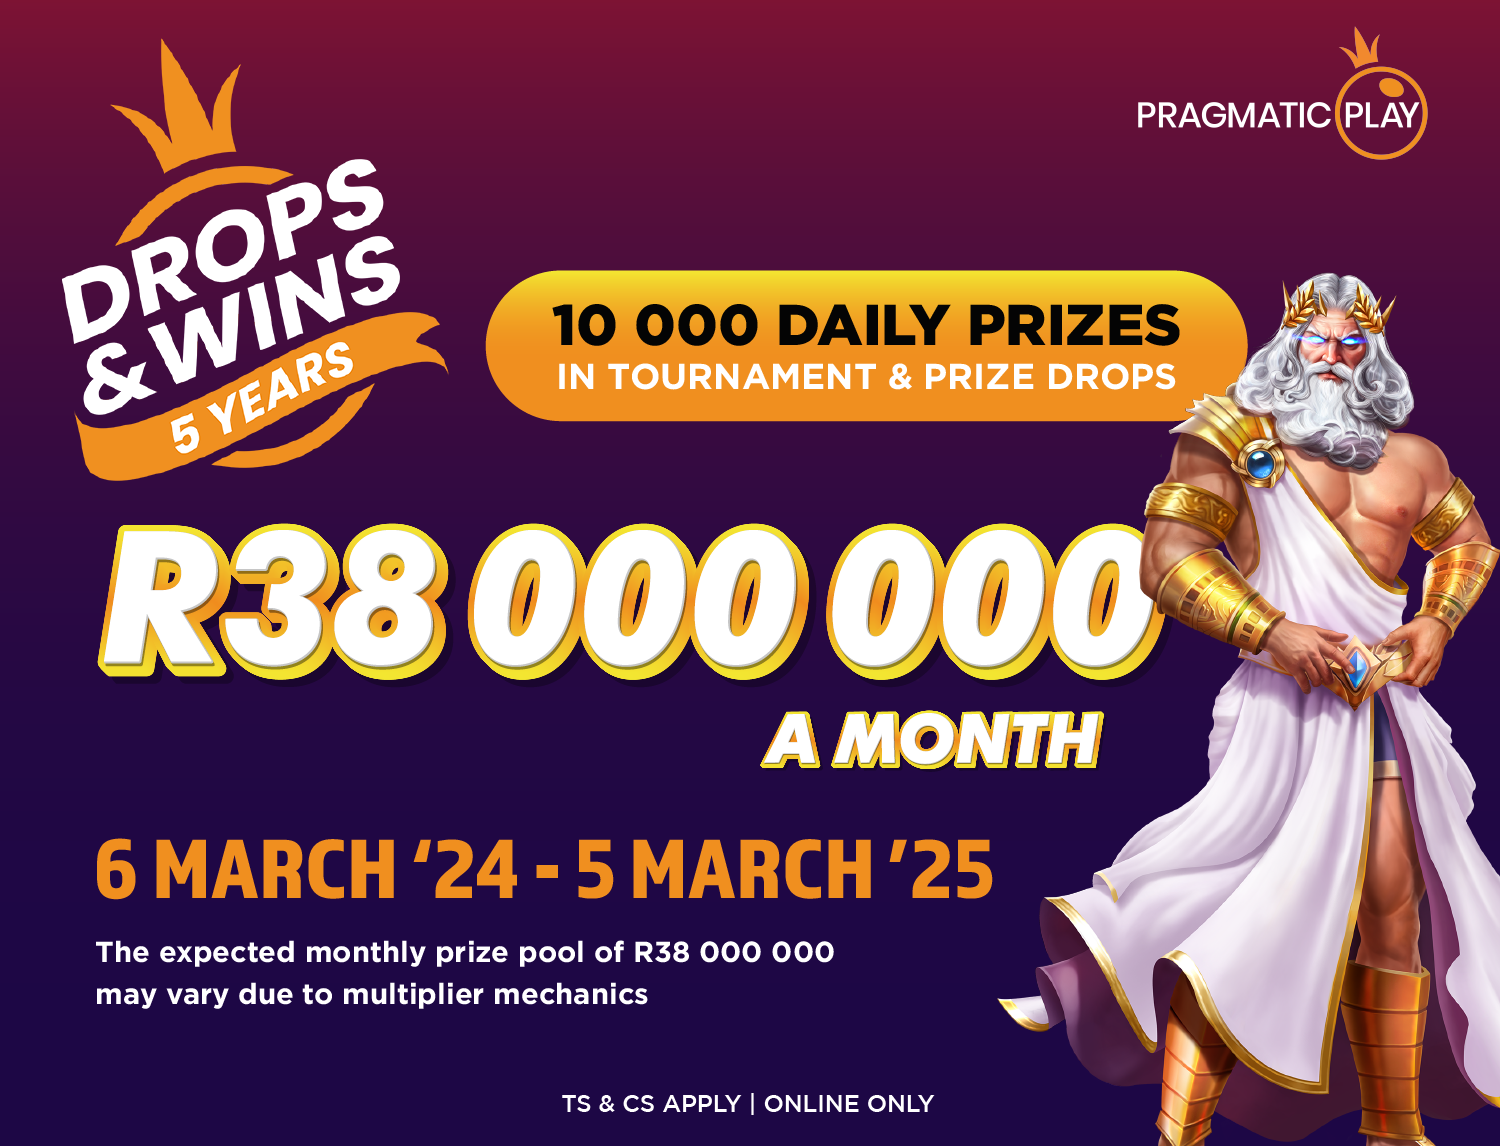 PRAGMATIC PLAY
DROPS
& WINS
5 YEARS
10 000 DAILY PRIZES
IN TOURNAMENT & PRIZE DROPS
R38 000 000
A MONTH
6 MARCH ‘24 - 5 MARCH ’25
The expected monthly prize pool of R38 000 000
may vary due to multiplier mechanics
TS & CS APPLY | ONLINE ONLY